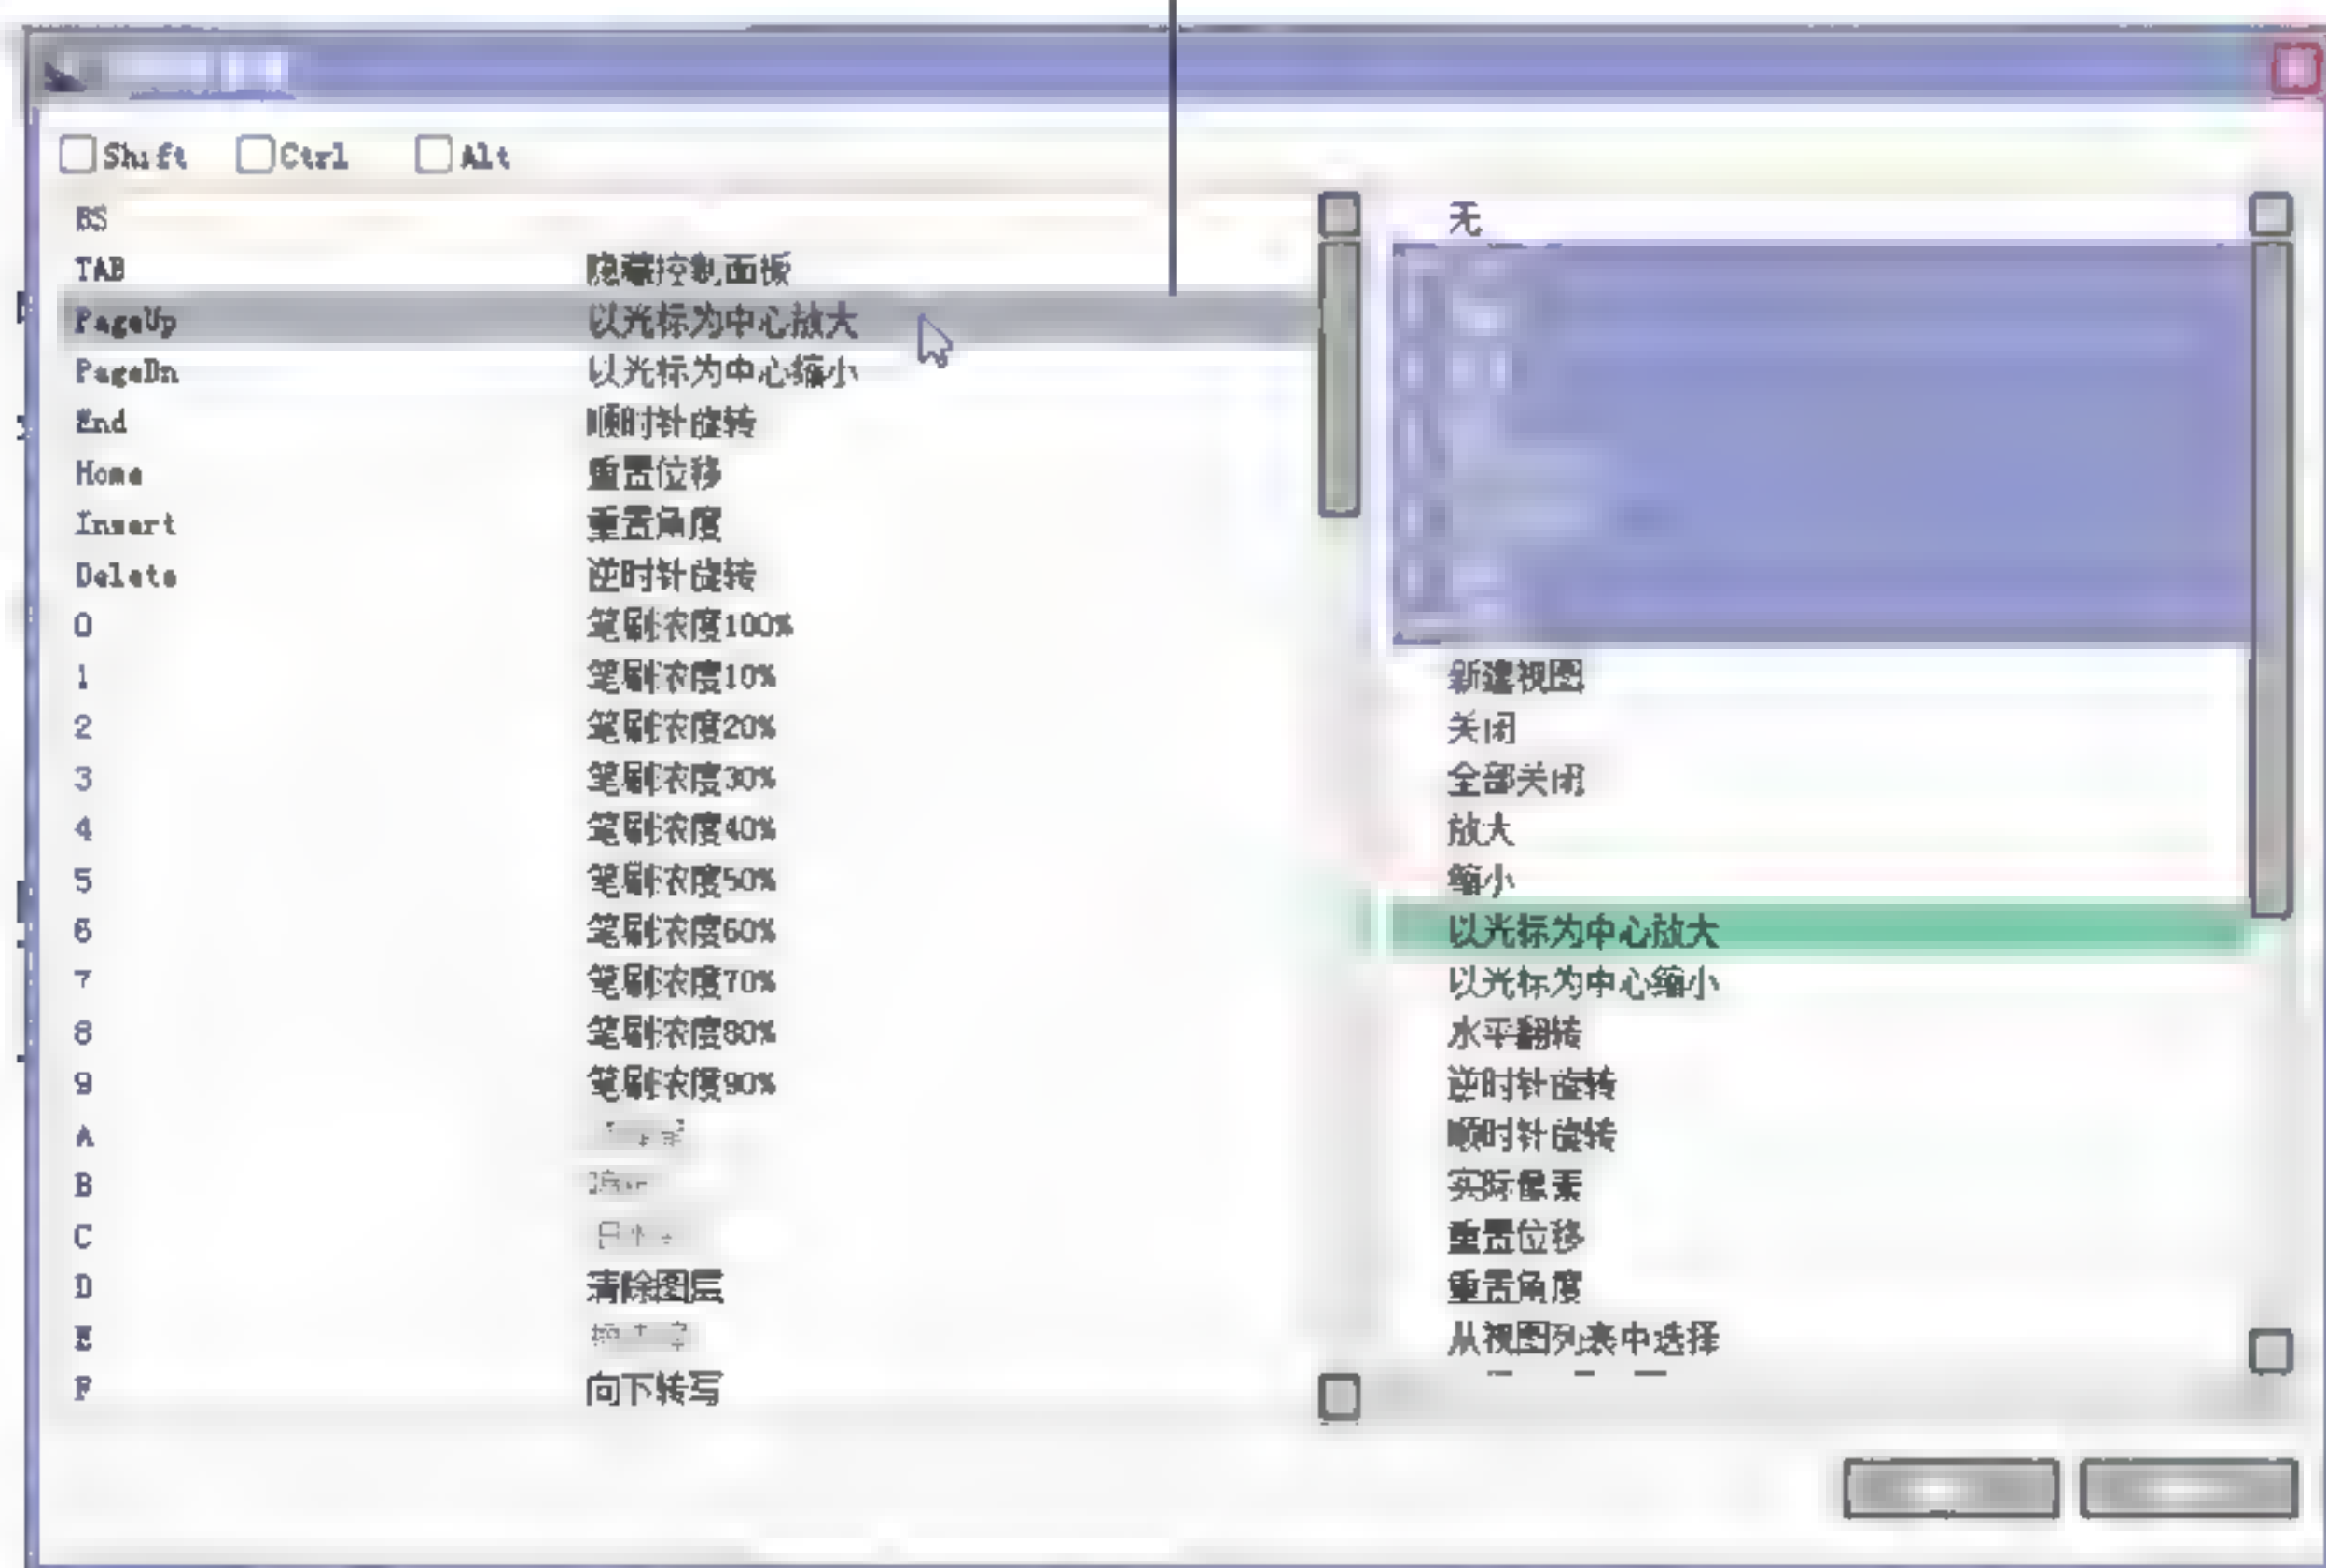 Shift Ctrl Alt
BS
TAB 隐藏控制面板
PageUp 以光标为中心放大
PageDn 以光标为中心缩小
End 顺时针旋转
Home 重置位移
Insert 重置角度
Delete 逆时针旋转
0 笔刷浓度100%
1 笔刷浓度10%
2 笔刷浓度20%
3 笔刷浓度30%
4 笔刷浓度40%
5 笔刷浓度50%
6 笔刷浓度60%
7 笔刷浓度70%
8 笔刷浓度80%
9 笔刷浓度90%
A
B
C
D 清除图层
E
F 向下转写
无
新建视图
关闭
全部关闭
放大
缩小
以光标为中心放大
以光标为中心缩小
水平翻转
逆时针旋转
顺时针旋转
实际像素
重置位移
重置角度
从视图列表中选择